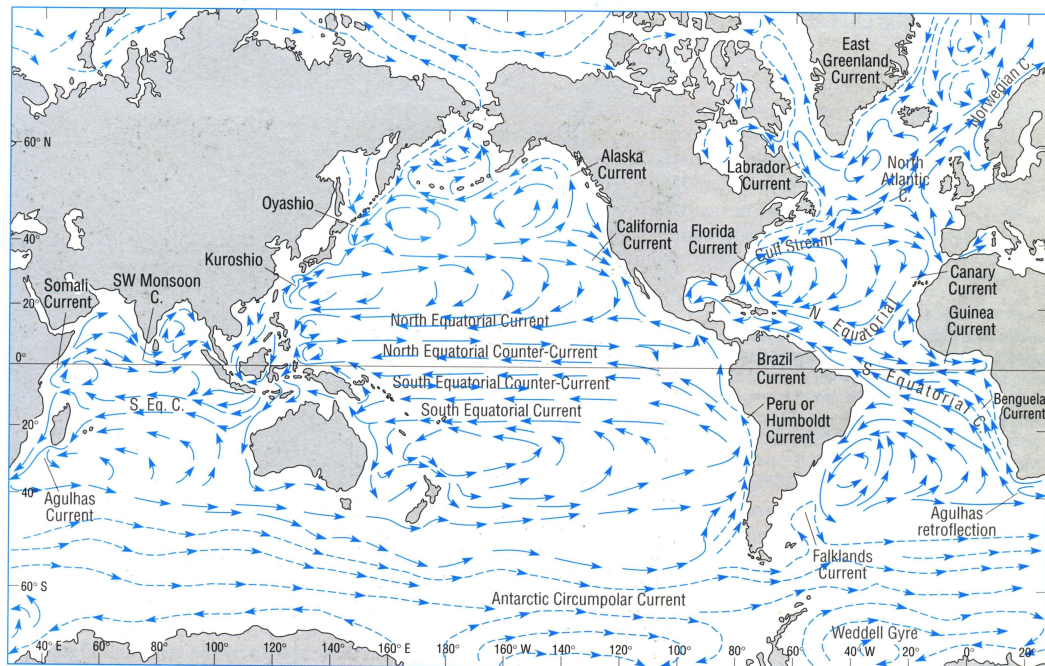 East
Greenland
Current
Norwegian C.
60° N
Alaska
Current
Labrador
Current
North
Atlantic
C.
Oyashio
California
Current
Florida
Current
Gulf Stream
40°
Kuroshio
Somali
Current
SW Monsoon
C.
Canary
Current
20°
Guinea
Current
North Equatorial Current
N. Equatorial
0°
0°
North Equatorial Counter-Current
Brazil
Current
South Equatorial Counter-Current
S. Equatorial C.
S. Eq. C.
South Equatorial Current
Peru or
Humboldt
Current
Benguela
Current
20°
40°
Agulhas
Current
Agulhas
retroflection
Falklands
Current
60° S
Antarctic Circumpolar Current
Weddell Gyre
40° E
60°
80°
100°
120°
140°
160°E
180°
160°W
140°
120°
100°
80°
60°
40°
20° W
0°
20°